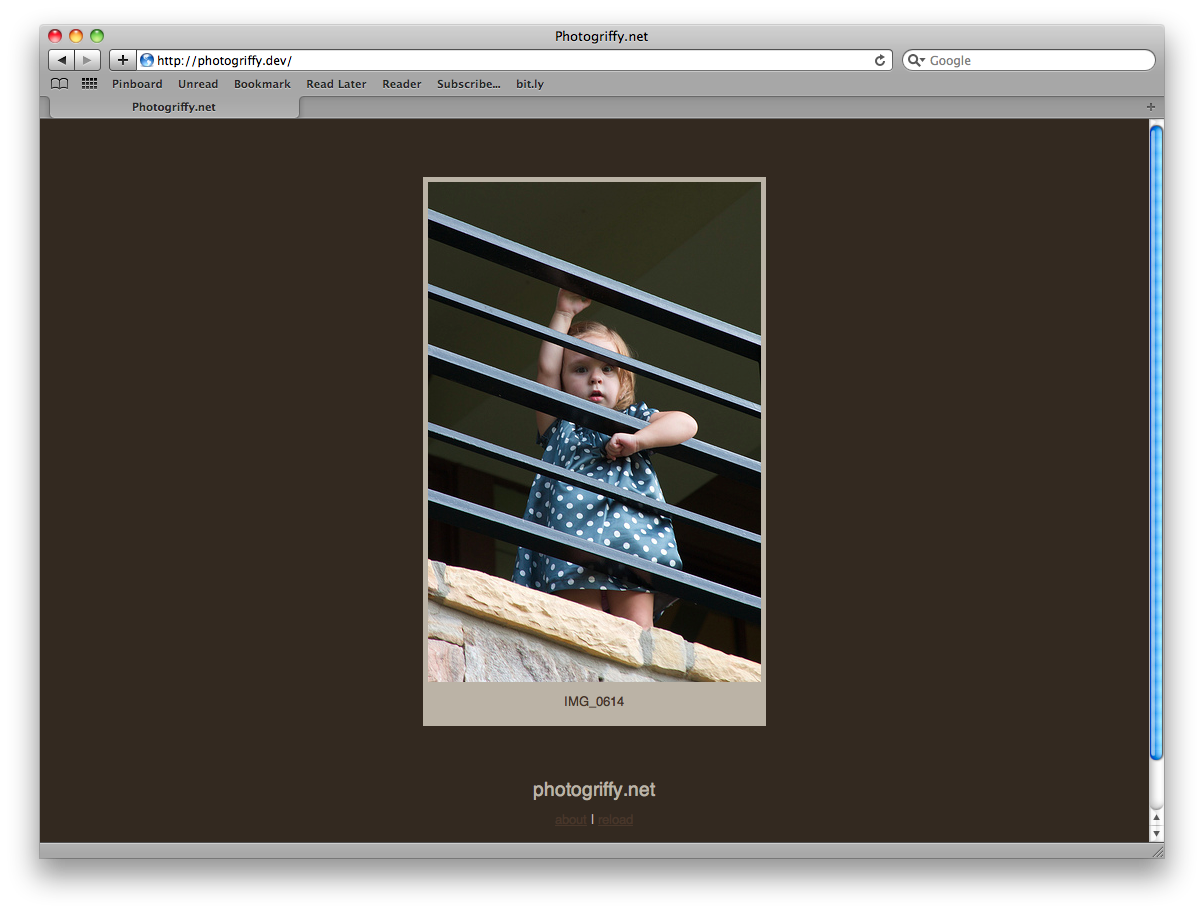 Photogriffy.net
http://photogriffy.dev/
Google
Pinboard Unread Bookmark Read Later Reader Subscribe... bit.ly
Photogriffy.net
IMG_0614
photogriffy.net
about | reload